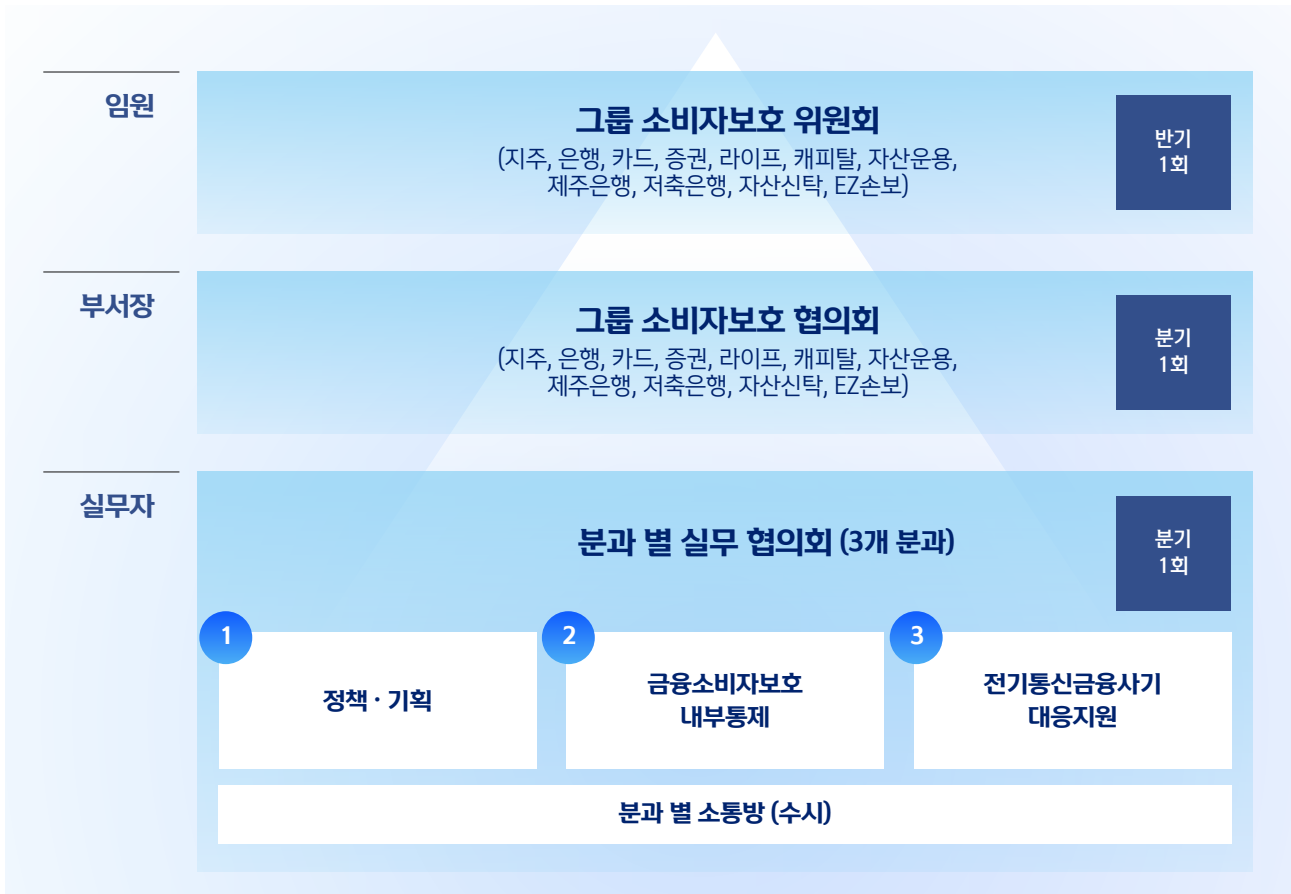 임원
그룹 소비자보호 위원회
(지주, 은행, 카드, 증권, 라이프, 캐피탈, 자산운용,
제주은행, 저축은행, 자산신탁, EZ손보)
반기
1회
부서장
그룹 소비자보호 협의회
(지주, 은행, 카드, 증권, 라이프, 캐피탈, 자산운용,
제주은행, 저축은행, 자산신탁, EZ손보)
분기
1회
실무자
분과 별 실무 협의회 (3개 분과)
분기
1회
1
정책 · 기획
2
금융소비자보호
내부통제
3
전기통신금융사기
대응지원
분과 별 소통방 (수시)